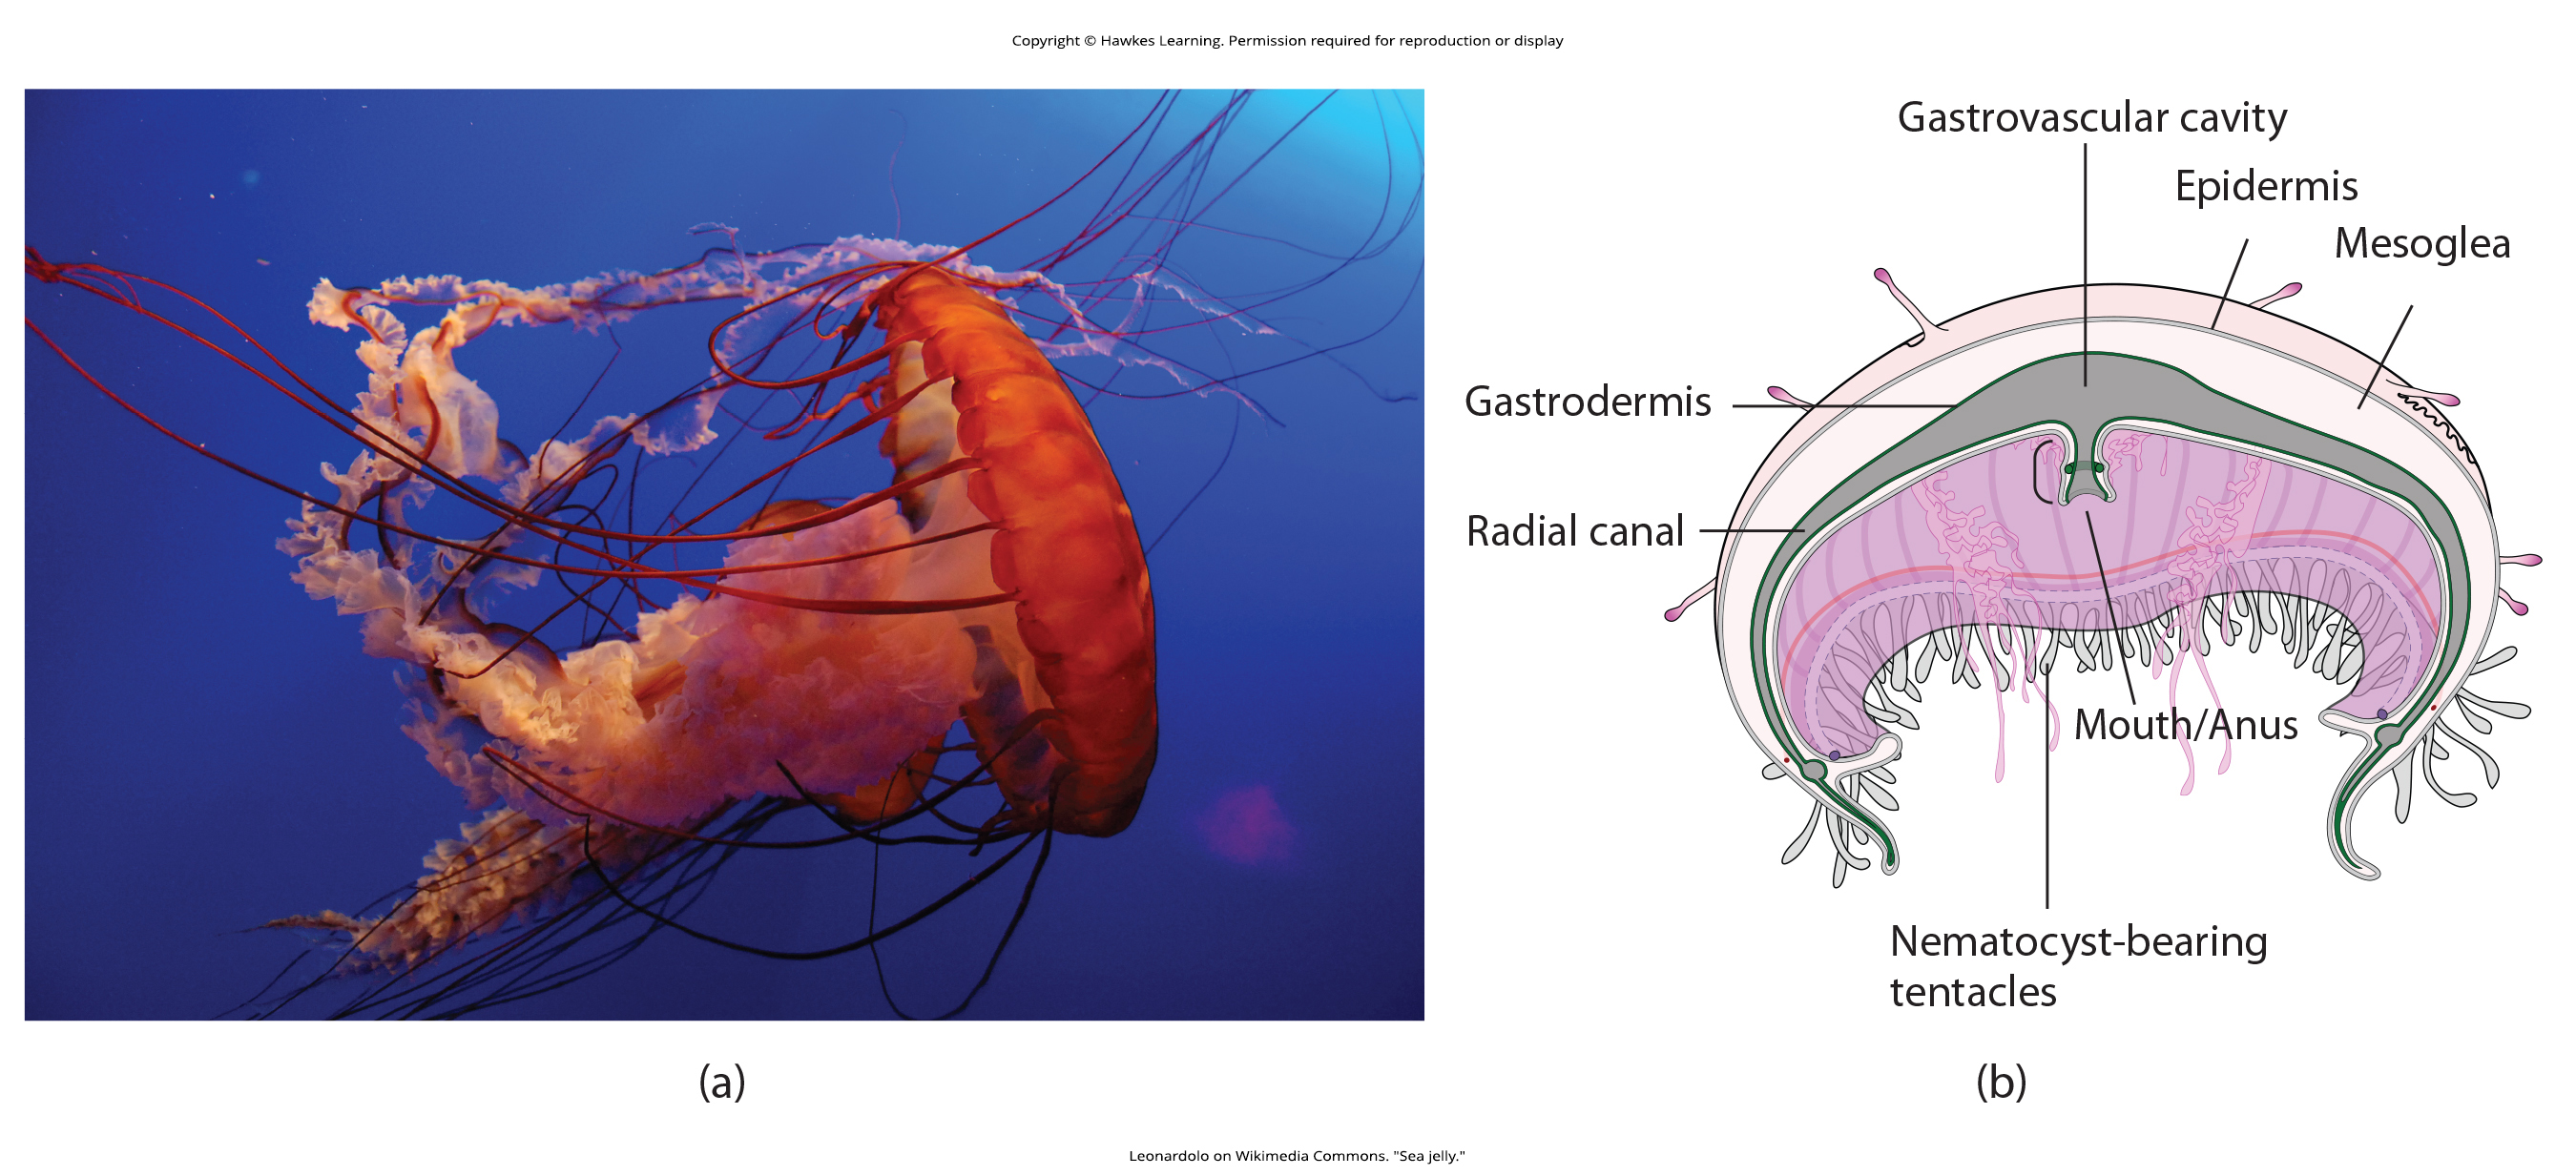 Copyright © Hawkes Learning. Permission required for reproduction or display
Gastrovascular cavity
Epidermis
Mesoglea
Gastrodermis
Radial canal
Mouth/Anus
Nematocyst-bearing
tentacles
(a)
(b)
Leonardolo on Wikimedia Commons. "Sea jelly."